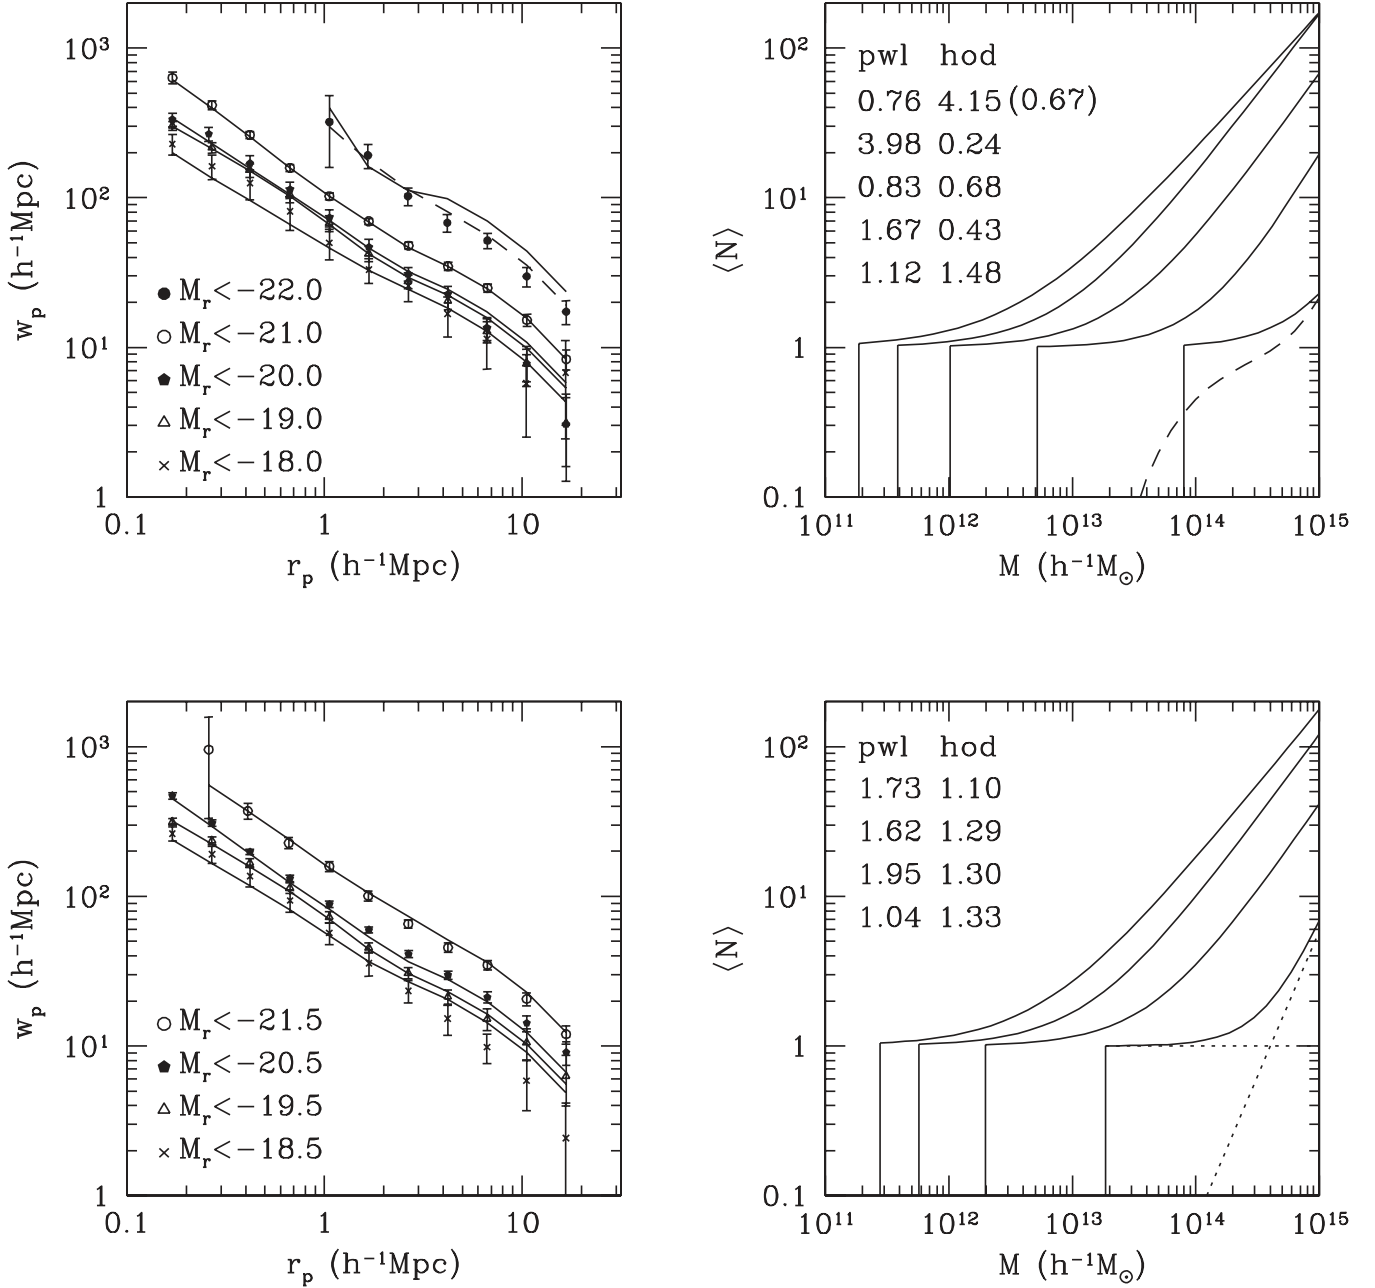 10³
10²
10¹
1
w_p (h⁻¹Mpc)
M_r<−22.0
M_r<−21.0
M_r<−20.0
M_r<−19.0
M_r<−18.0
0.1 1 10
r_p (h⁻¹Mpc)
10²
10¹
1
0.1
⟨N⟩
pwl hod
0.76 4.15(0.67)
3.98 0.24
0.83 0.68
1.67 0.43
1.12 1.48
10¹¹ 10¹² 10¹³ 10¹⁴ 10¹⁵
M (h⁻¹M⊙)
10³
10²
10¹
1
w_p (h⁻¹Mpc)
M_r<−21.5
M_r<−20.5
M_r<−19.5
M_r<−18.5
0.1 1 10
r_p (h⁻¹Mpc)
10²
10¹
1
0.1
⟨N⟩
pwl hod
1.73 1.10
1.62 1.29
1.95 1.30
1.04 1.33
10¹¹ 10¹² 10¹³ 10¹⁴ 10¹⁵
M (h⁻¹M⊙)